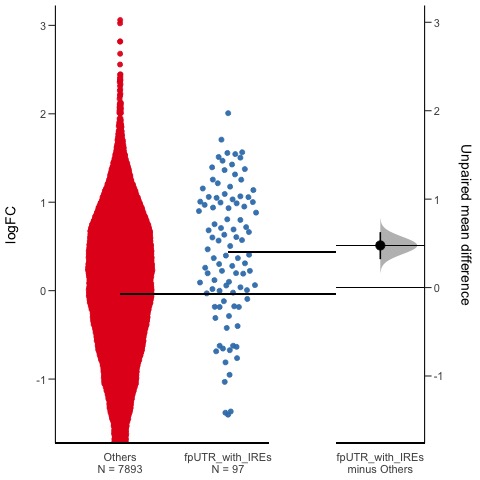 logFC
3
2
1
0
-1
Others
N = 7893
fpUTR_with_IREs
N = 97
3
2
1
0
-1
Unpaired mean difference
fpUTR_with_IREs
minus Others